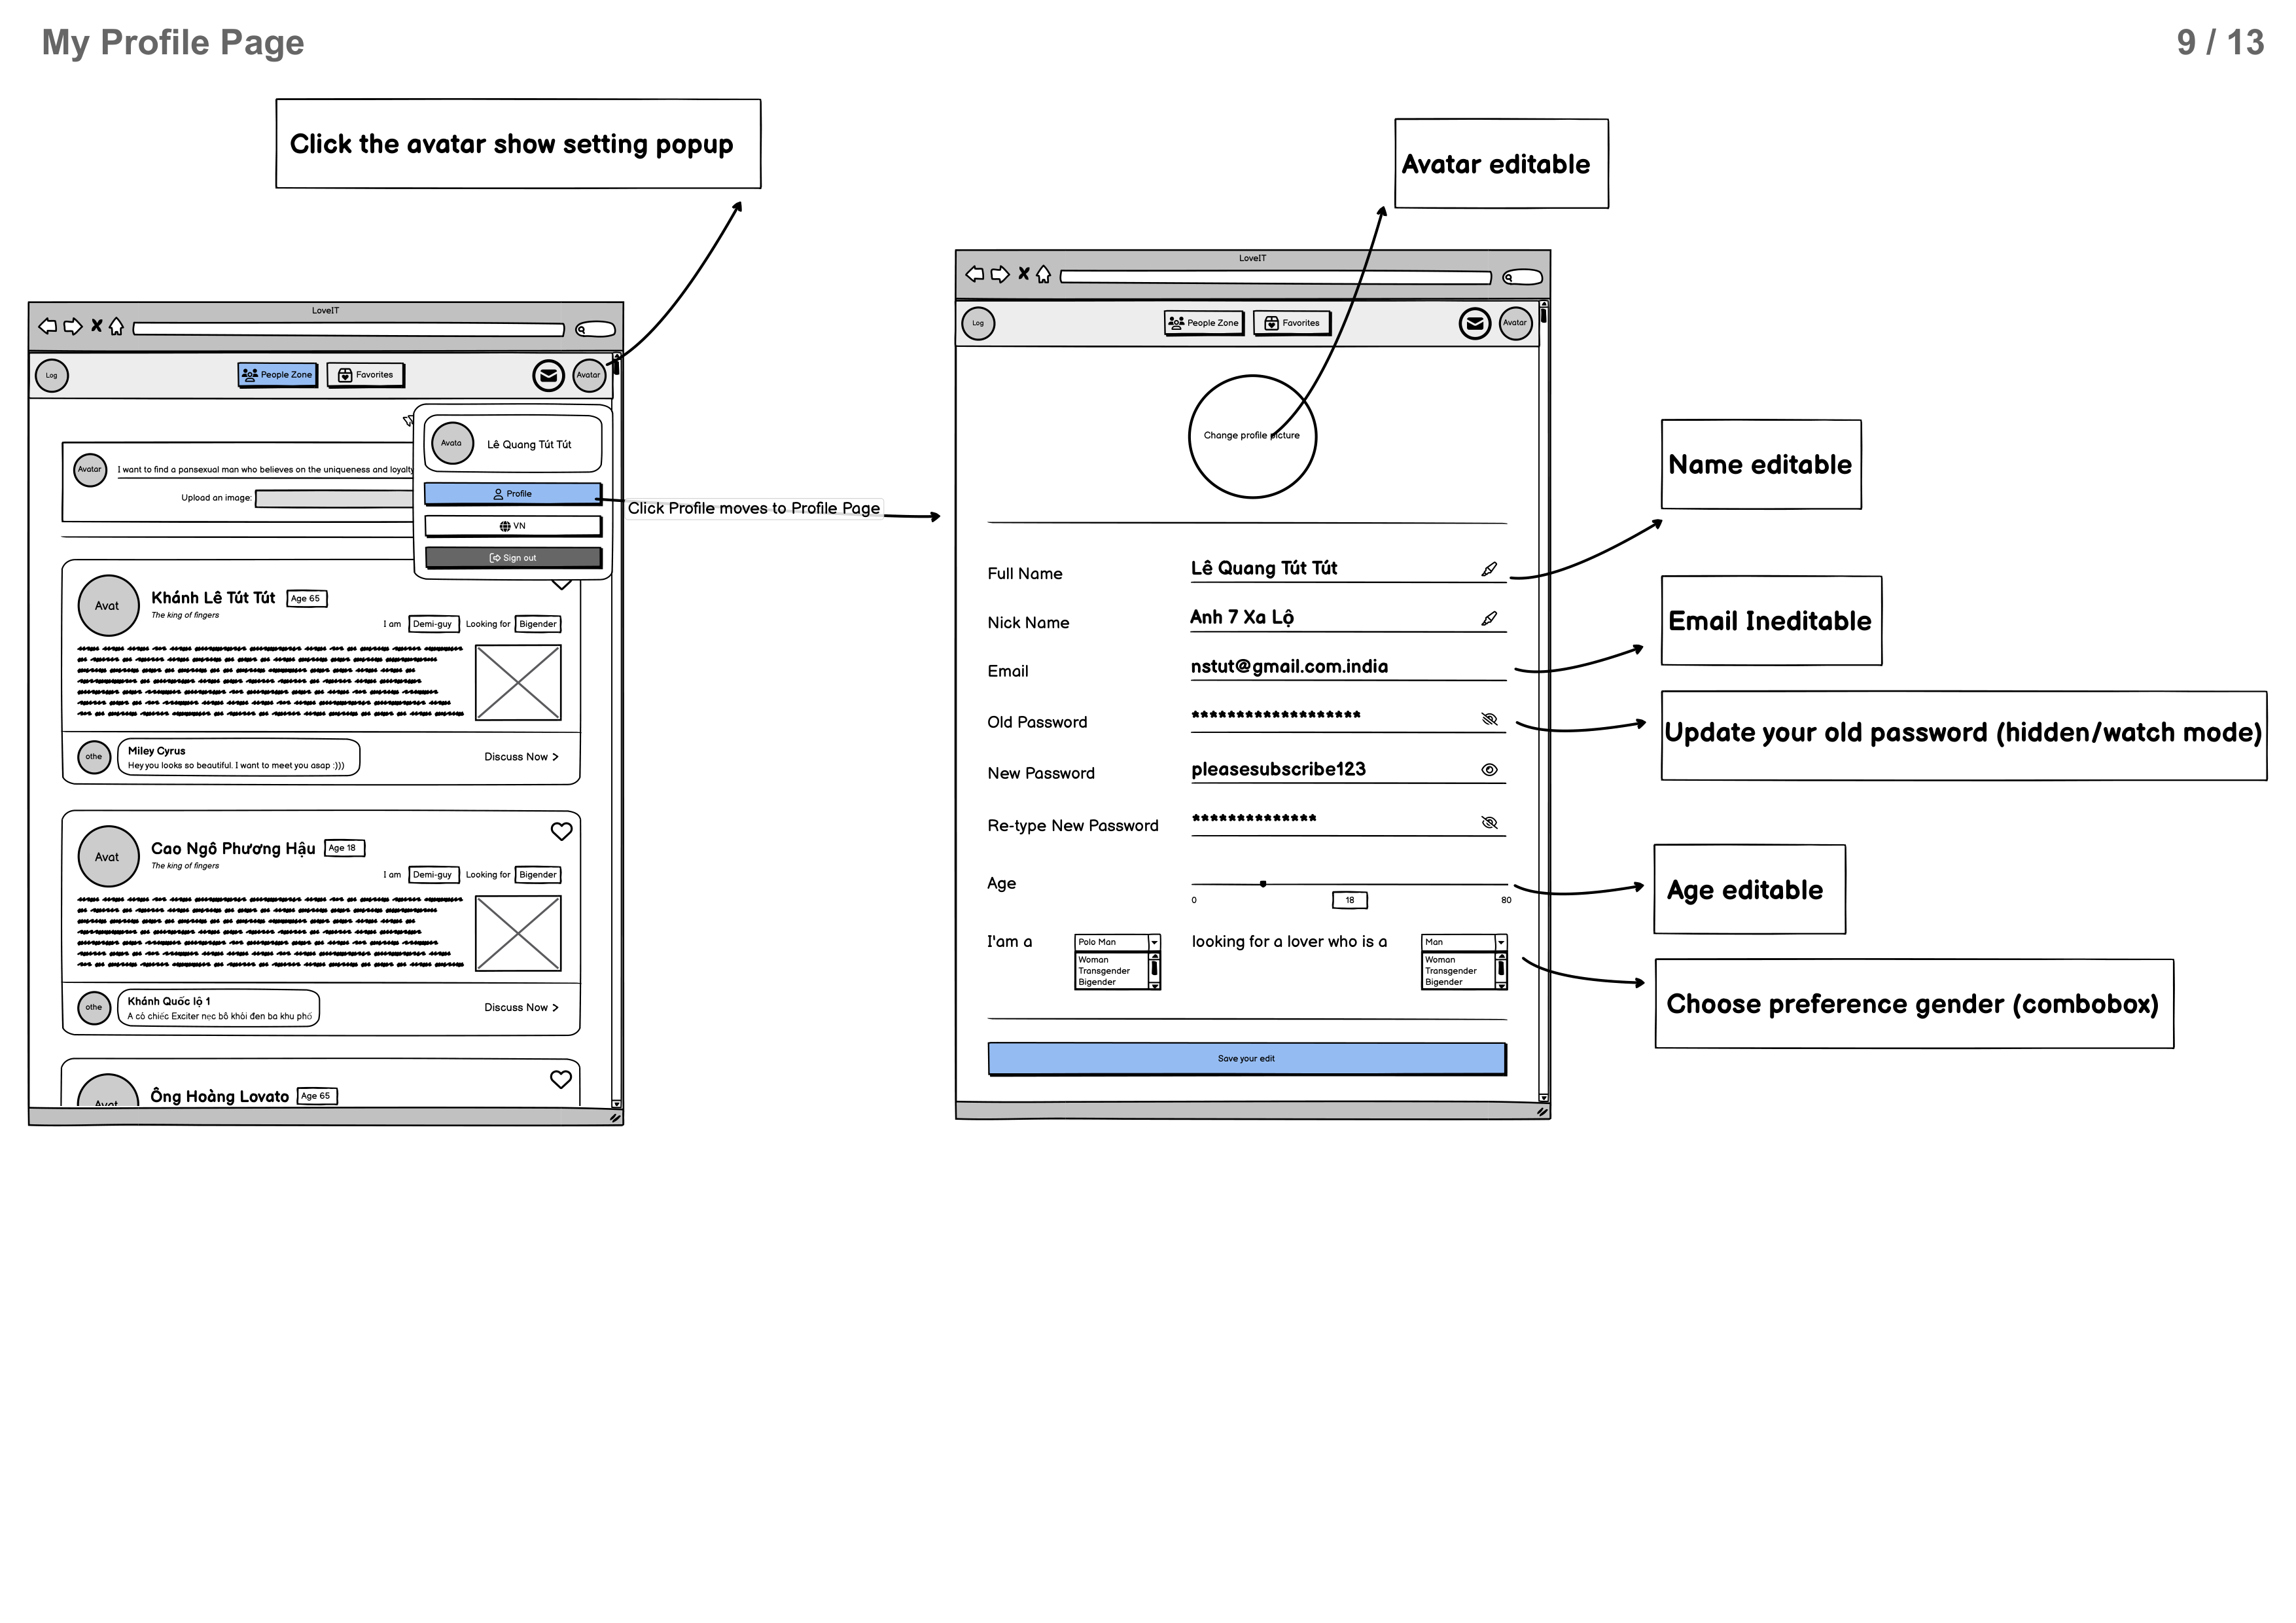 My Profile Page
9 / 13
Click the avatar show setting popup
Avatar editable
LoveIT
Log
People Zone
Favorites
Avatar
Avata
Lê Quang Tút Tút
Avatar
I want to find a pansexual man who believes on the uniqueness and loyalty
Upload an image:
Profile
VN
Sign out
Click Profile moves to Profile Page
Avat
Khánh Lê Tút Tút
Age 65
The king of fingers
I am
Demi-guy
Looking for
Bigender
othe
Miley Cyrus
Hey you looks so beautiful. I want to meet you asap :)))
Discuss Now
Avat
Cao Ngô Phương Hậu
Age 18
The king of fingers
I am
Demi-guy
Looking for
Bigender
othe
Khánh Quốc lộ 1
A có chiếc Exciter nẹc bô khói đen ba khu phố
Discuss Now
Avat
Ông Hoàng Lovato
Age 65
LoveIT
Log
People Zone
Favorites
Avatar
Change profile picture
Full Name
Lê Quang Tút Tút
Nick Name
Anh 7 Xa Lộ
Email
nstut@gmail.com.india
Old Password
*******************
New Password
pleasesubscribe123
Re-type New Password
**************
Age
0
18
80
I'am a
Polo Man
Woman
Transgender
Bigender
looking for a lover who is a
Man
Woman
Transgender
Bigender
Save your edit
Name editable
Email Ineditable
Update your old password (hidden/watch mode)
Age editable
Choose preference gender (combobox)